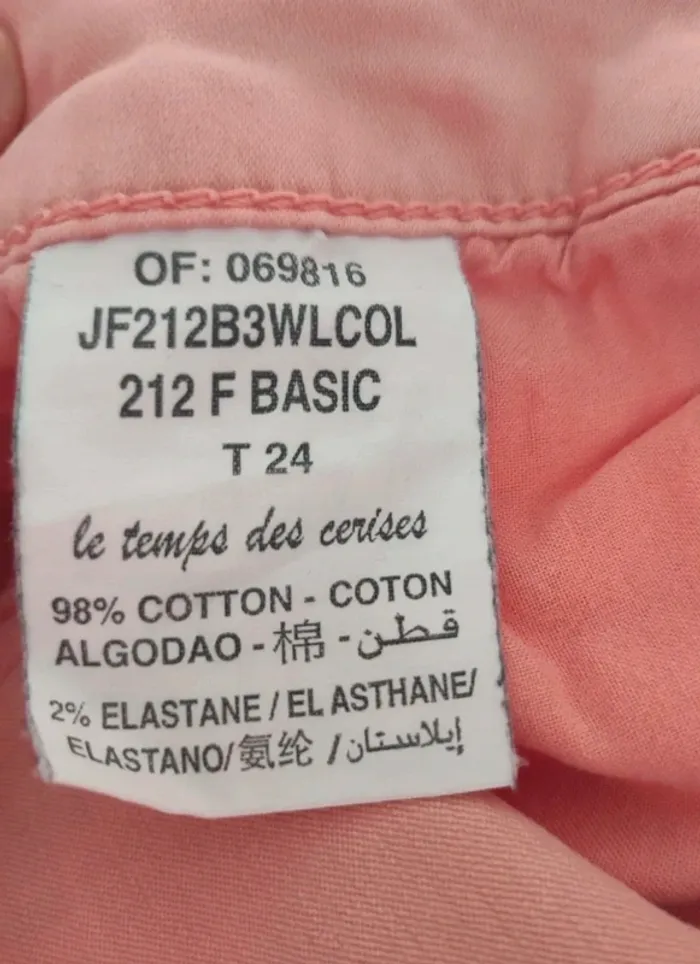 OF: 069816
JF212B3WLCOL
212 F BASIC
T 24
le temps des cerises
98% COTTON - COTON
ALGODAO - 棉 - قطن
2% ELASTANE / EL ASTHANE/
ELASTANO/氨纶 /إيلاستان